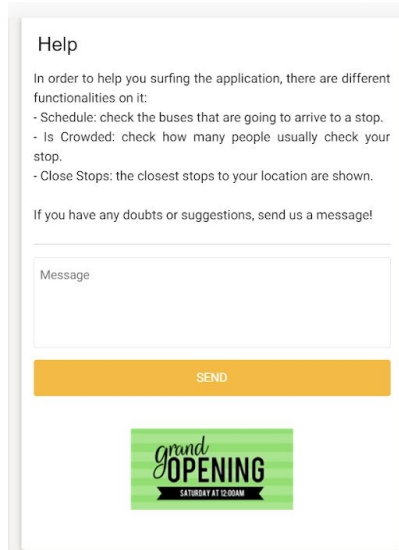 Help
In order to help you surfing the application, there are different
functionalities on it:
- Schedule: check the buses that are going to arrive to a stop.
- Is Crowded: check how many people usually check your
stop.
- Close Stops: the closest stops to your location are shown.
If you have any doubts or suggestions, send us a message!
Message
SEND
grand
OPENING
SATURDAY AT 12:00AM